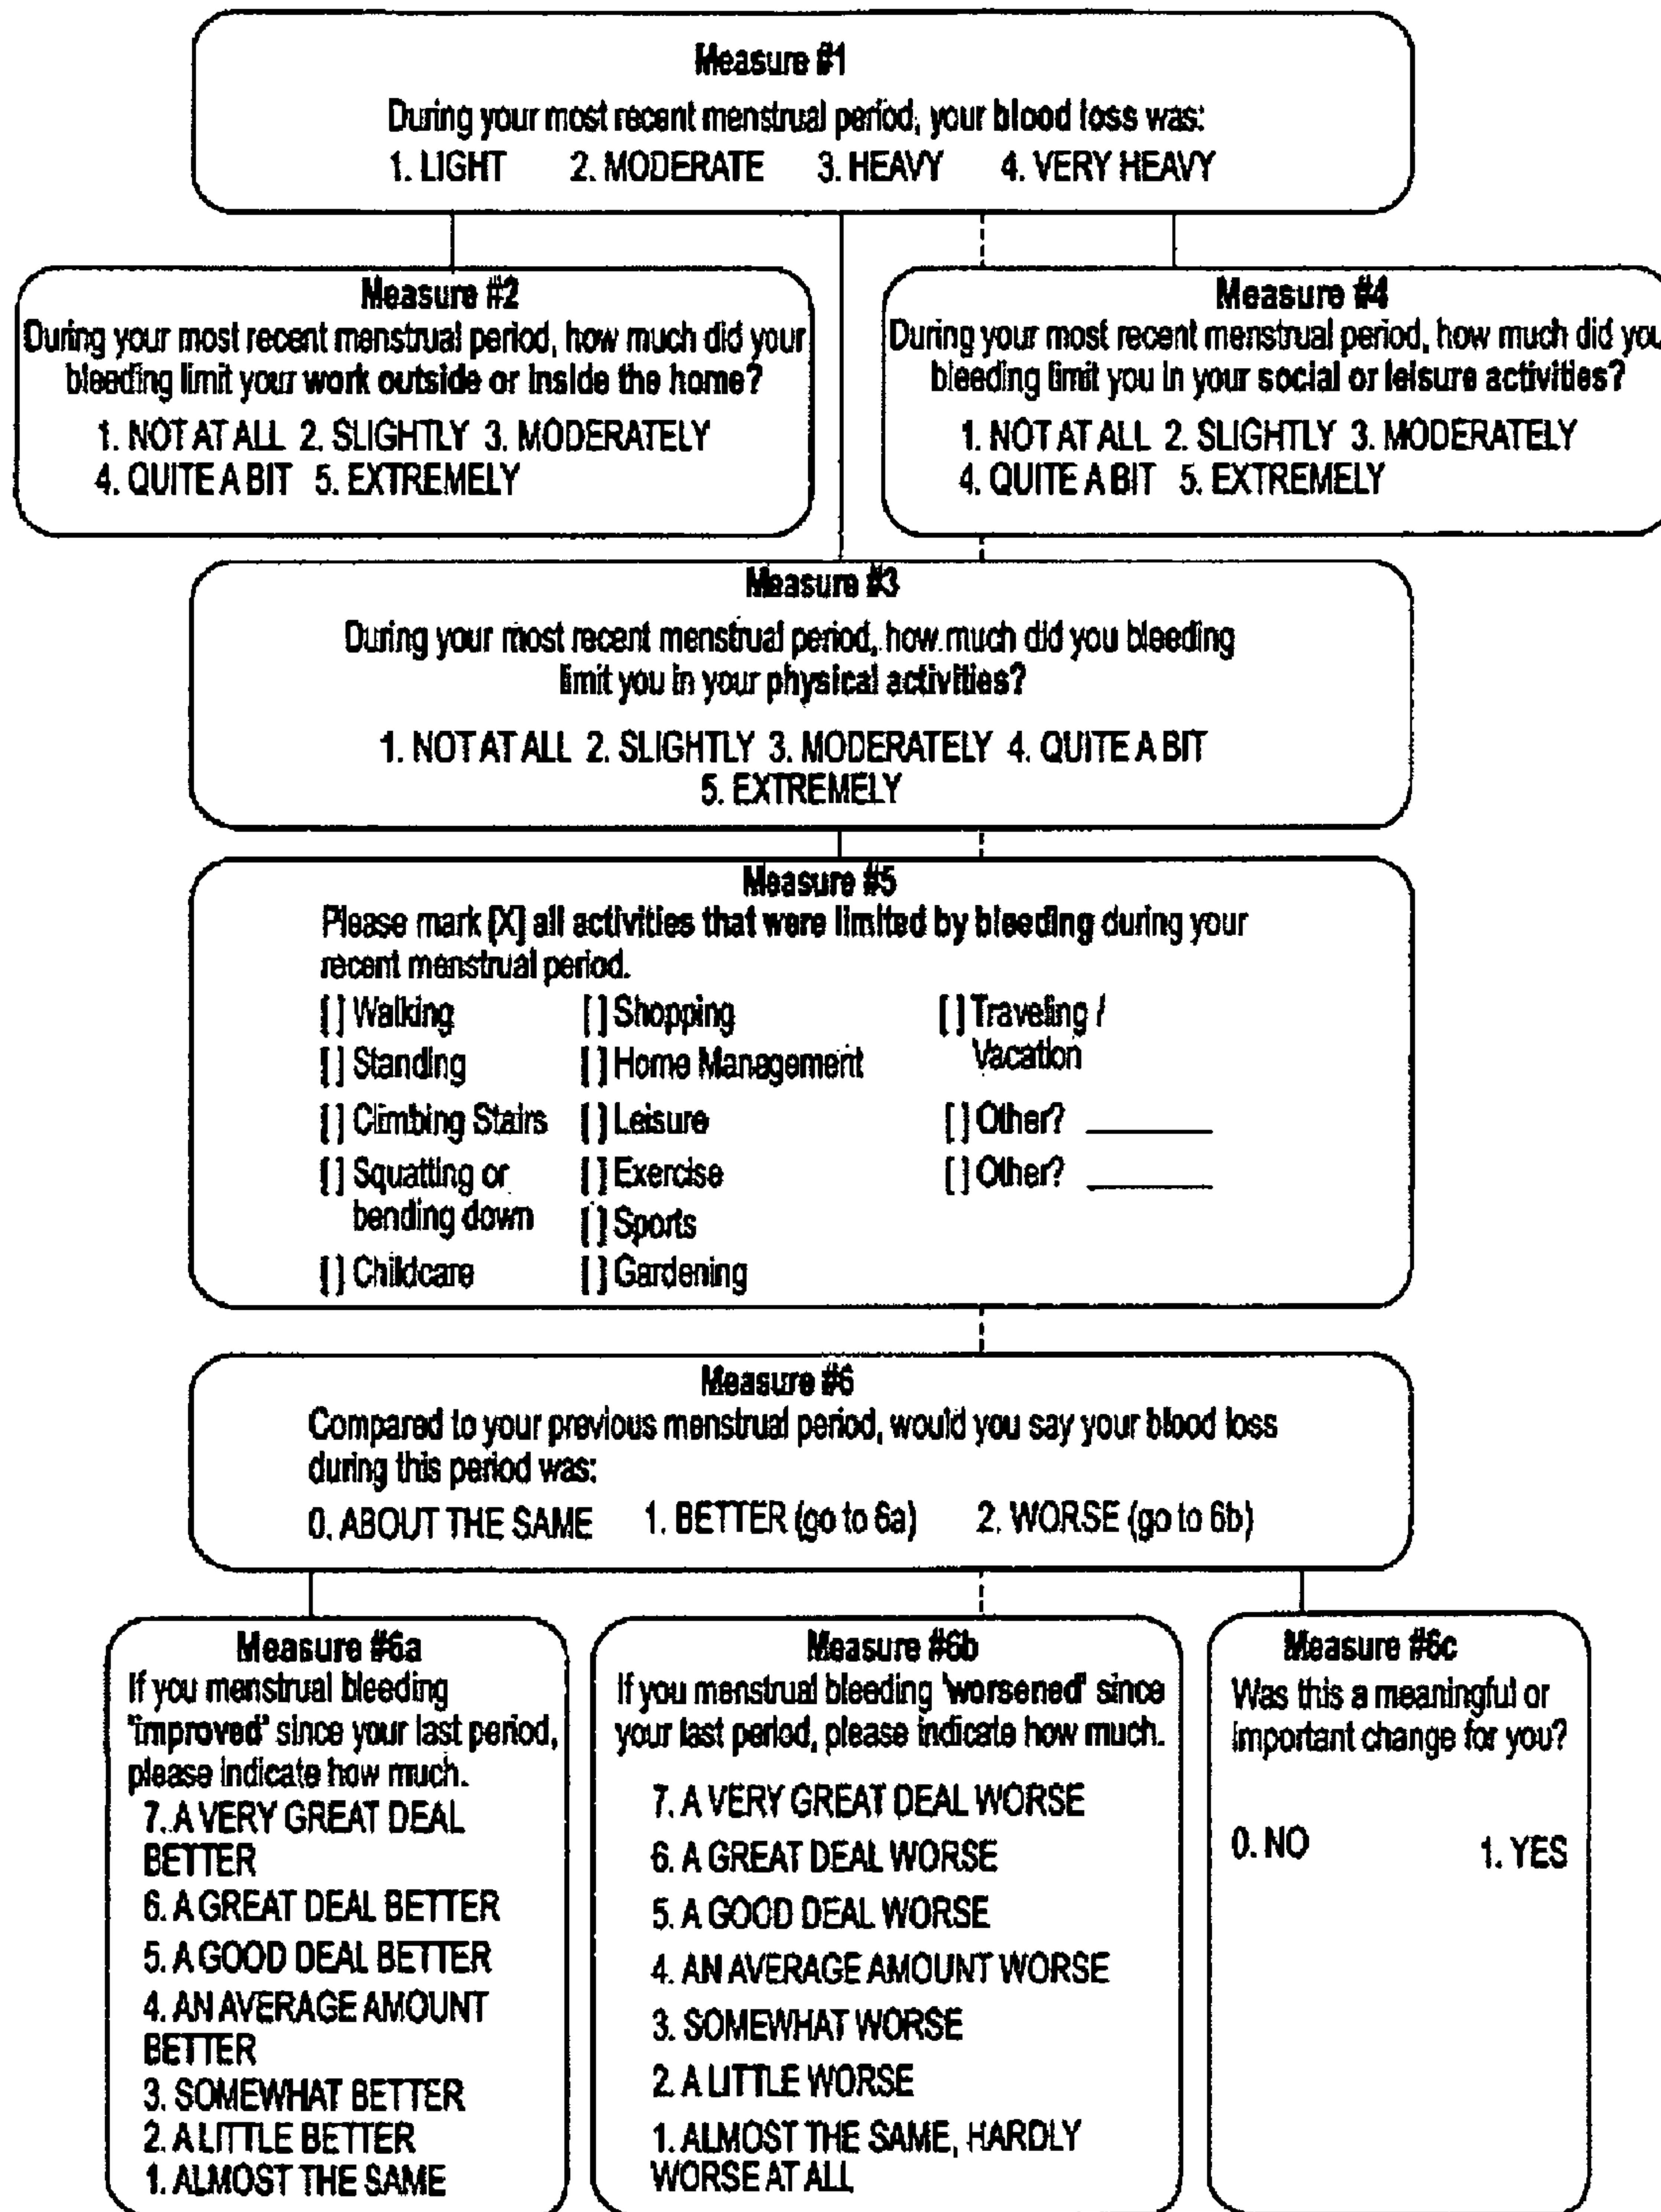 Measure #1
During your most recent menstrual period, your blood loss was:
1. LIGHT 2. MODERATE 3. HEAVY 4. VERY HEAVY
Measure #2
During your most recent menstrual period, how much did your
bleeding limit your work outside or inside the home?
1. NOT AT ALL 2. SLIGHTLY 3. MODERATELY
4. QUITE A BIT 5. EXTREMELY
Measure #4
During your most recent menstrual period, how much did you
bleeding limit you in your social or leisure activities?
1. NOT AT ALL 2. SLIGHTLY 3. MODERATELY
4. QUITE A BIT 5. EXTREMELY
Measure #3
During your most recent menstrual period, how much did you bleeding
limit you in your physical activities?
1. NOT AT ALL 2. SLIGHTLY 3. MODERATELY 4. QUITE A BIT
5. EXTREMELY
Measure #5
Please mark [X] all activities that were limited by bleeding during your
recent menstrual period.
[ ] Walking [ ] Shopping [ ] Traveling /
Vacation
[ ] Standing [ ] Home Management
[ ] Climbing Stairs [ ] Leisure [ ] Other? ________
[ ] Squatting or [ ] Exercise [ ] Other? ________
bending down [ ] Sports
[ ] Childcare [ ] Gardening
Measure #6
Compared to your previous menstrual period, would you say your blood loss
during this period was:
0. ABOUT THE SAME 1. BETTER (go to 6a) 2. WORSE (go to 6b)
Measure #6a
If you menstrual bleeding
"improved" since your last period,
please indicate how much.
7. A VERY GREAT DEAL
BETTER
6. A GREAT DEAL BETTER
5. A GOOD DEAL BETTER
4. AN AVERAGE AMOUNT
BETTER
3. SOMEWHAT BETTER
2. A LITTLE BETTER
1. ALMOST THE SAME
Measure #6b
If you menstrual bleeding 'worsened' since
your last period, please indicate how much.
7. A VERY GREAT DEAL WORSE
6. A GREAT DEAL WORSE
5. A GOOD DEAL WORSE
4. AN AVERAGE AMOUNT WORSE
3. SOMEWHAT WORSE
2. A LITTLE WORSE
1. ALMOST THE SAME, HARDLY
WORSE AT ALL
Measure #6c
Was this a meaningful or
important change for you?
0. NO 1. YES